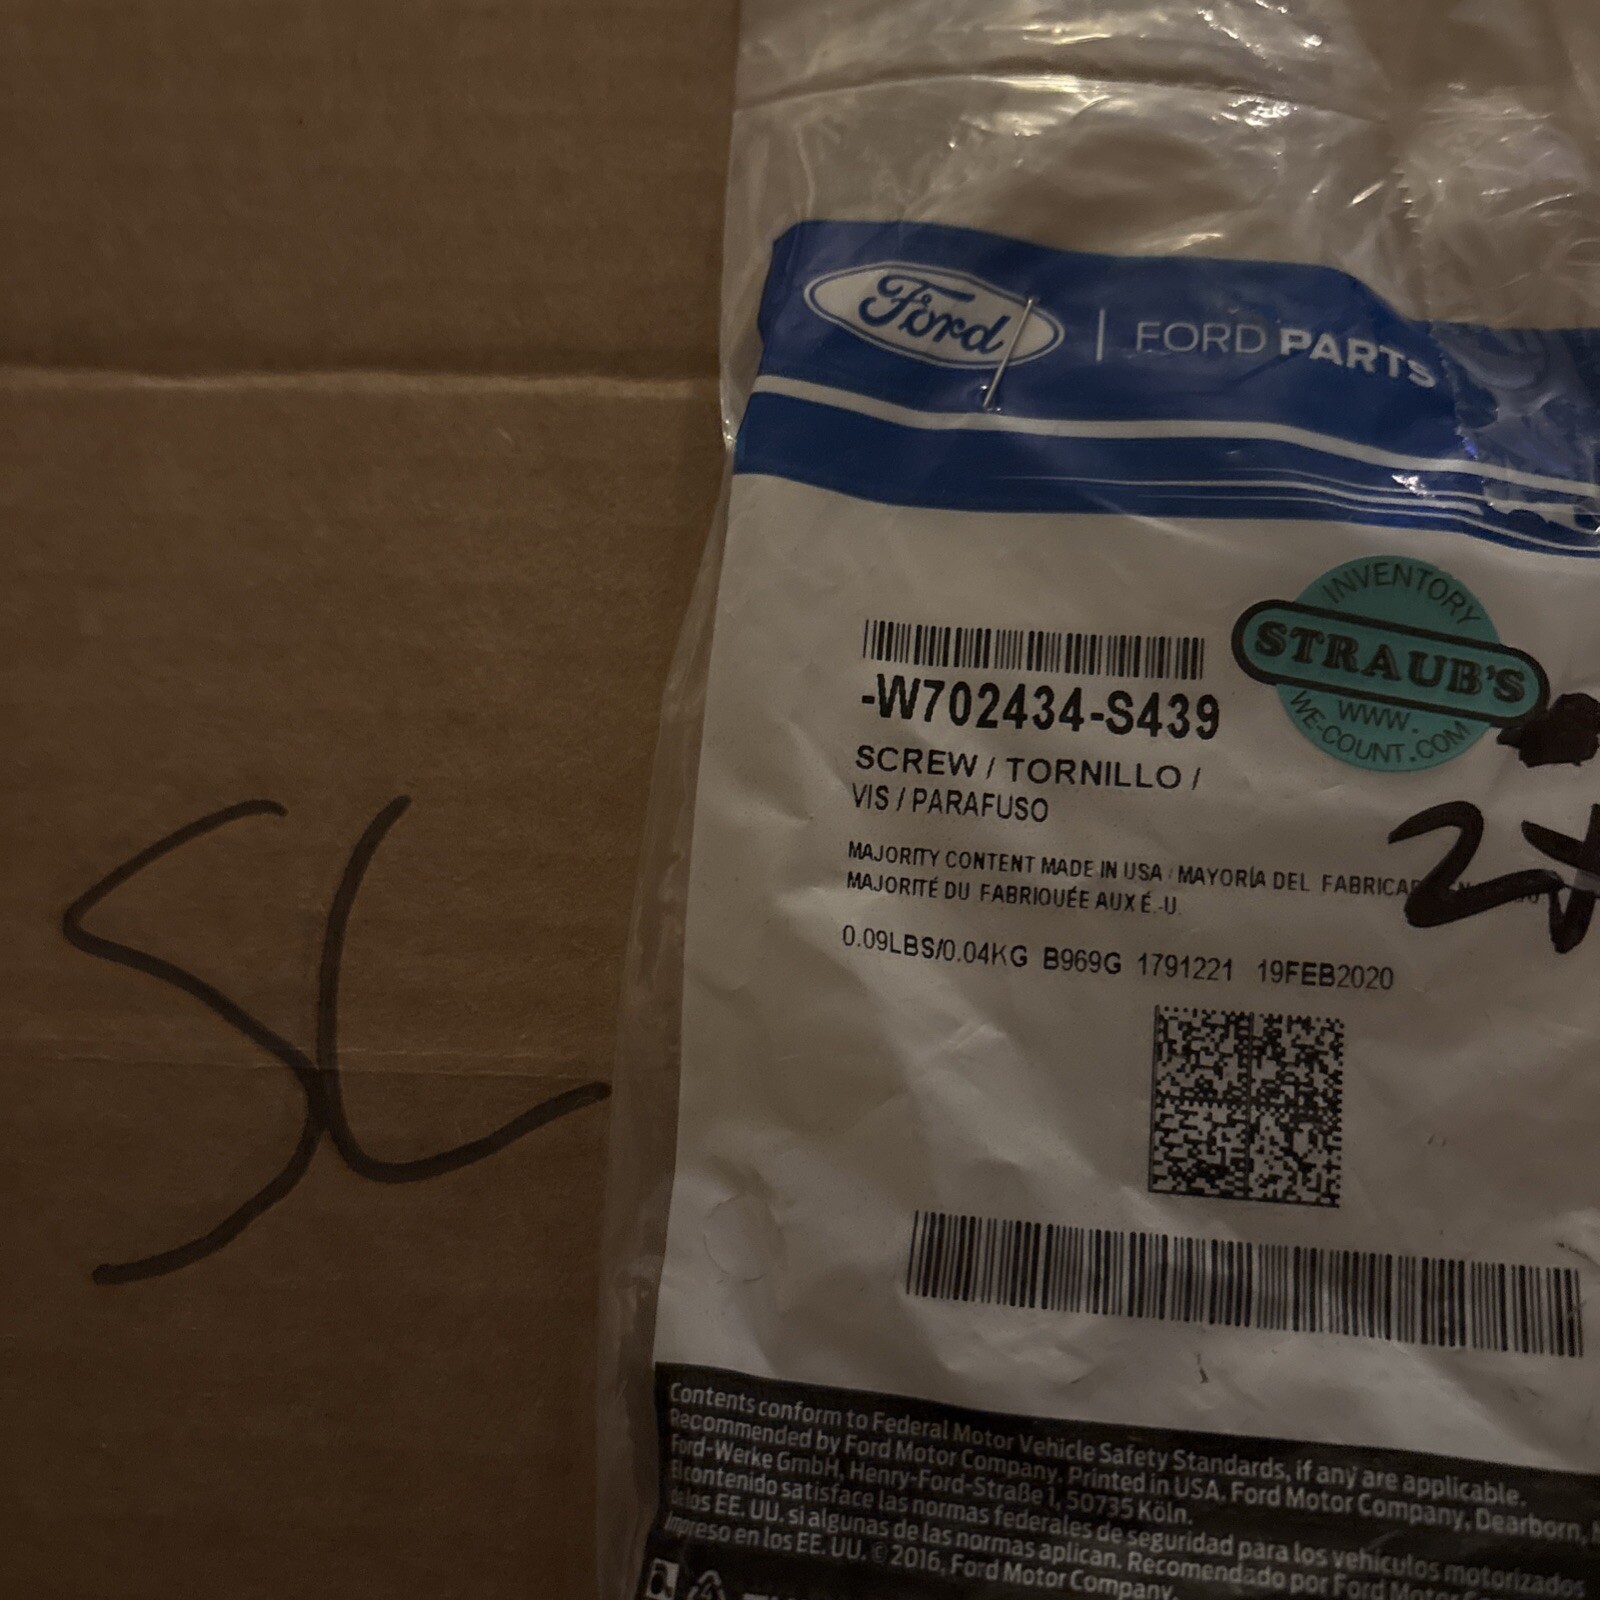 Ford | FORD PARTS
INVENTORY
STRAUB'S
WWW.
WE-COUNT.COM
-W702434-S439
SCREW / TORNILLO /
VIS / PARAFUSO
2x
MAJORITY CONTENT MADE IN USA / MAYORÍA DEL FABRICA
MAJORITÉ DU FABRIQUÉE AUX É.-U.
0.09LBS/0.04KG B969G 1791221 19FEB2020
SL
Contents conform to Federal Motor Vehicle Safety Standards, if any are applicable.
Recommended by Ford Motor Company. Printed in USA. Ford Motor Company, Dearborn,
Ford-Werke GmbH, Henry-Ford-Straße 1, 50735 Köln.
El contenido satisface las normas federales de seguridad para los vehículos motorizados
de los EE. UU. si algunas de las normas aplican. Recomendado por Ford Motor
Impreso en los EE. UU. © 2016, Ford Motor Company.